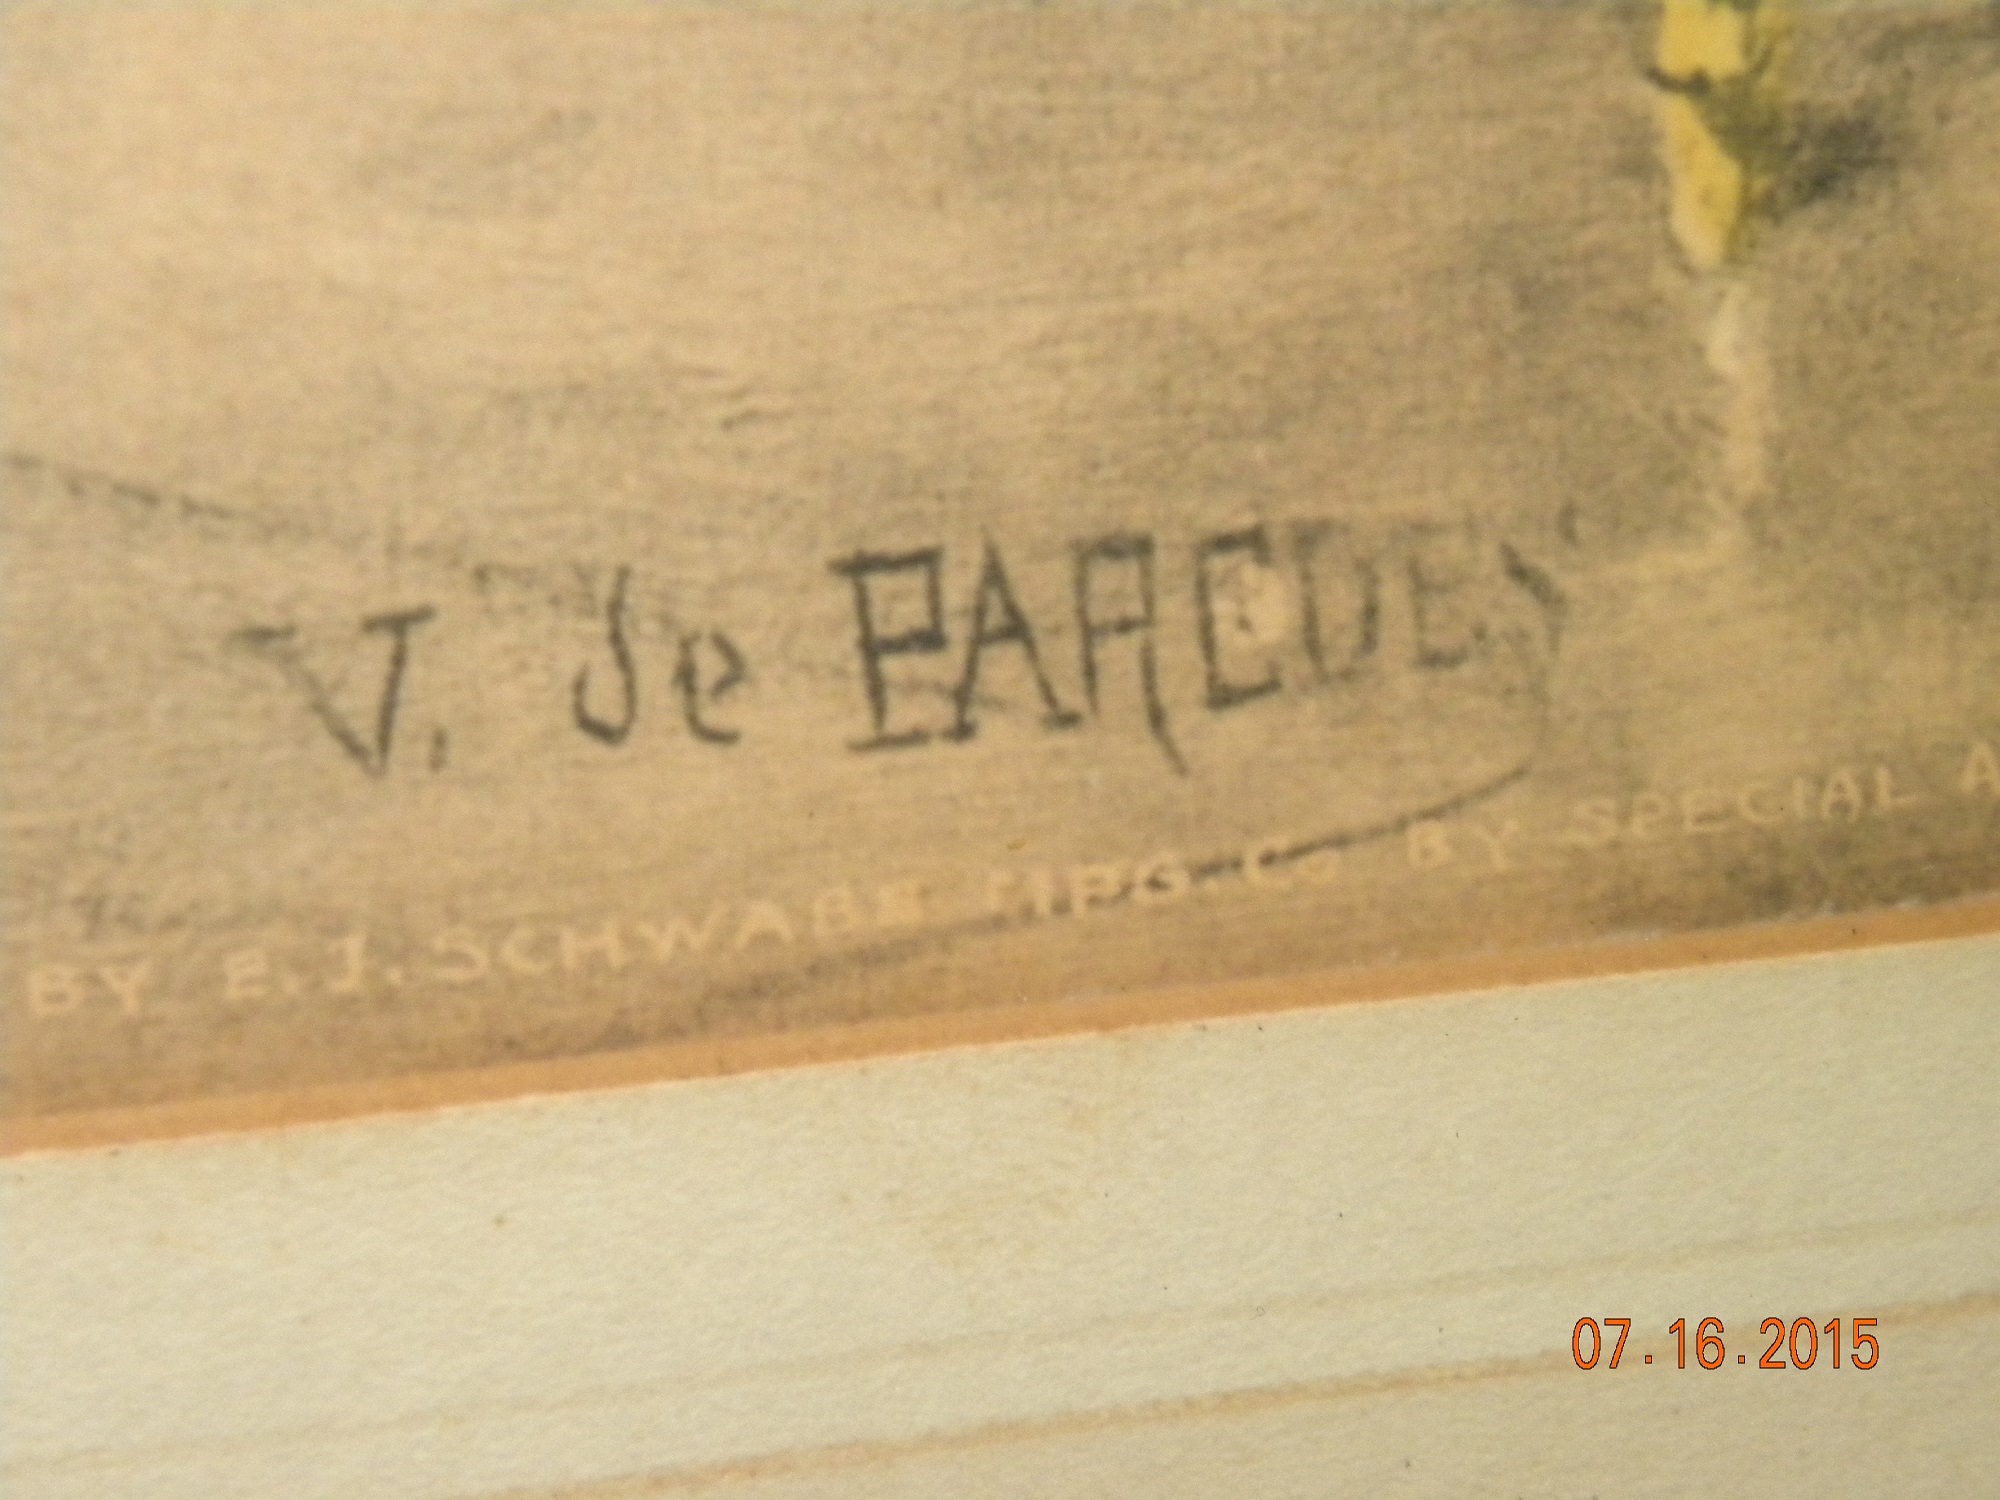 V. de PAREDES
BY E. J. SCHWABE MFG Co BY SPECIAL A
07.16.2015